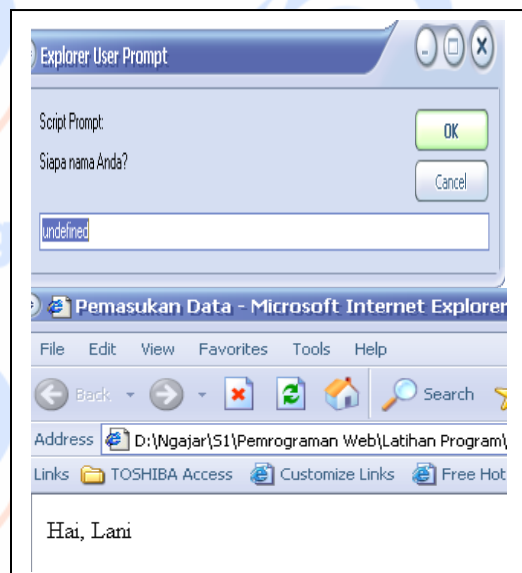 Explorer User Prompt
Script Prompt:
OK
Siapa nama Anda?
Cancel
undefined
Pemasukan Data - Microsoft Internet Explorer
File Edit View Favorites Tools Help
Back Search
Address D:\Ngajar\S1\Pemrograman Web\Latihan Program\
Links TOSHIBA Access Customize Links Free Hot
Hai, Lani